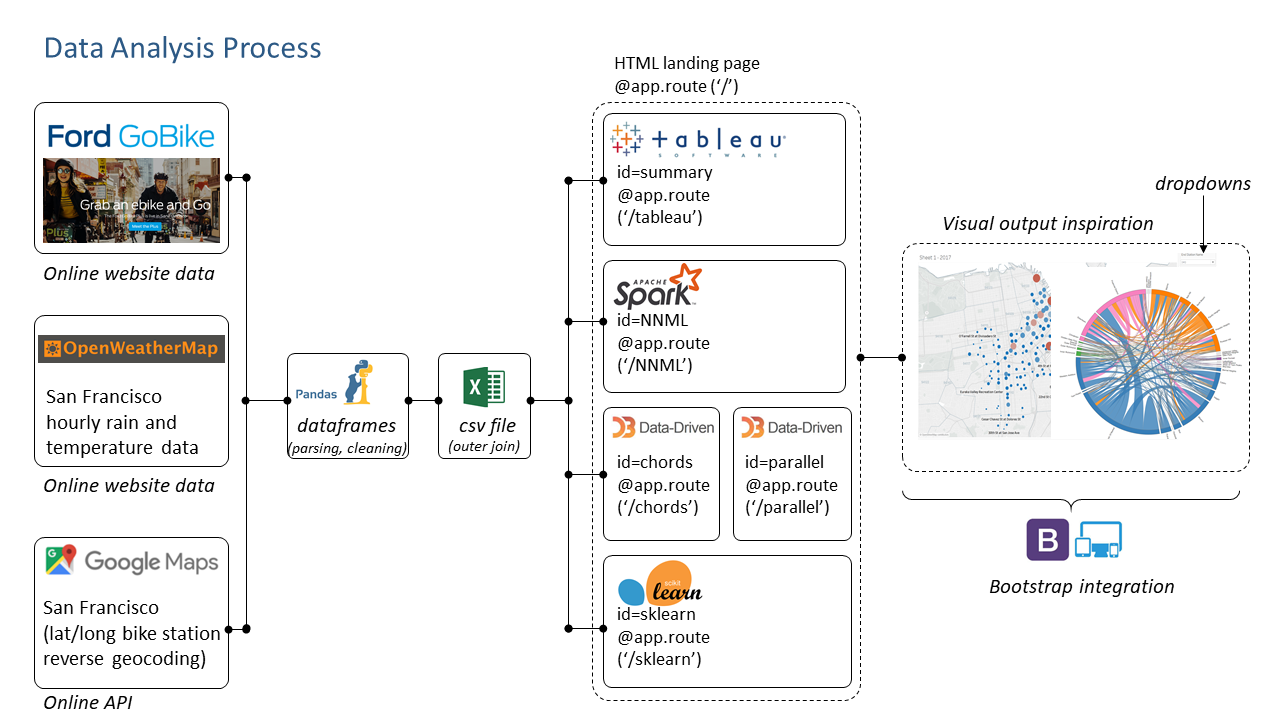 Data Analysis Process
Ford GoBike
Grab an ebike and Go
Meet the Plus
Plus
Online website data
OpenWeatherMap
San Francisco
hourly rain and
temperature data
Online website data
Google Maps
San Francisco
(lat/long bike station
reverse geocoding)
Online API
Pandas
dataframes
(parsing, cleaning)
csv file
(outer join)
HTML landing page
@app.route (‘/’)
tableau
SOFTWARE
id=summary
@app.route
(‘/tableau’)
APACHE
Spark
id=NNML
@app.route
(‘/NNML’)
D3 Data-Driven
id=chords
@app.route
(‘/chords’)
D3 Data-Driven
id=parallel
@app.route
(‘/parallel’)
scikit
learn
id=sklearn
@app.route
(‘/sklearn’)
dropdowns
Visual output inspiration
Sheet 1 - 2017
B
Bootstrap integration